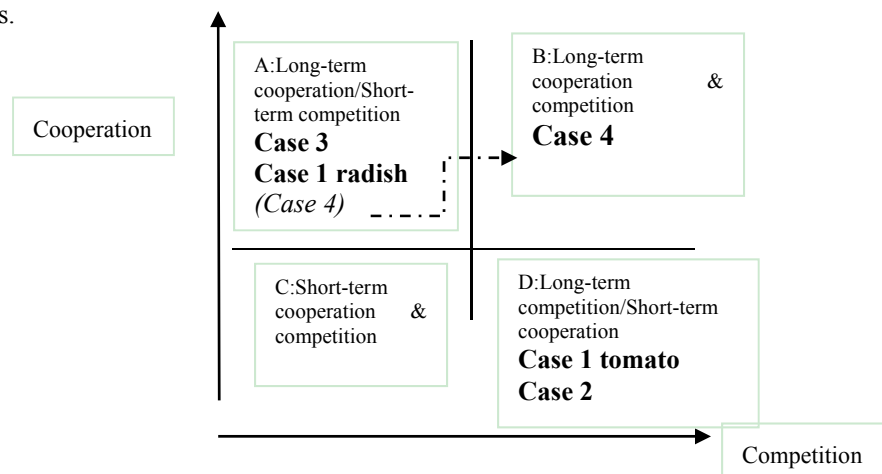 s.
Cooperation
A:Long-term
cooperation/Short-
term competition
Case 3
Case 1 radish
(Case 4)
B:Long-term
cooperation &
competition
Case 4
C:Short-term
cooperation &
competition
D:Long-term
competition/Short-term
cooperation
Case 1 tomato
Case 2
Competition